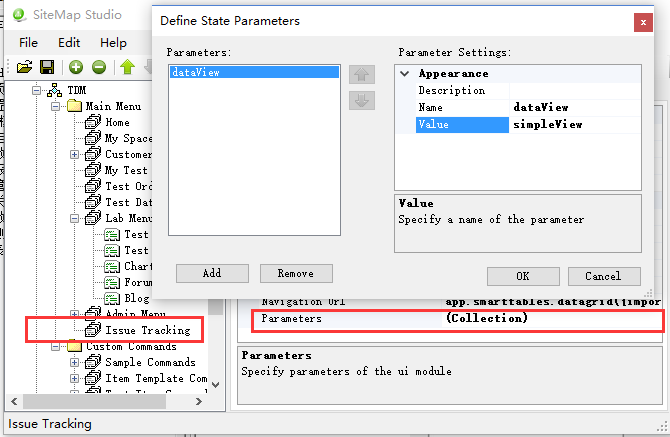 SiteMap Studio
File
Edit
H
TDM
Main Menu
Home
My Space
Customer
My Test
Test Ord
Test Dat
Lab Menu
Test
Test
Chart
Forum
Blog
Admin Menu
Issue Tracking
Custom Commands
Sample Commands
Item Template Com
Issue Tracking
Define State Parameters
x
Parameters:
dataView
Add
Remove
Parameter Settings:
Appearance
Description
Name dataView
Value simpleView
Value
Specify a name of the parameter
OK
Cancel
Navigation Url app.smarttables.datagrid({impor
Parameters (Collection)
Parameters
Specify parameters of the ui module